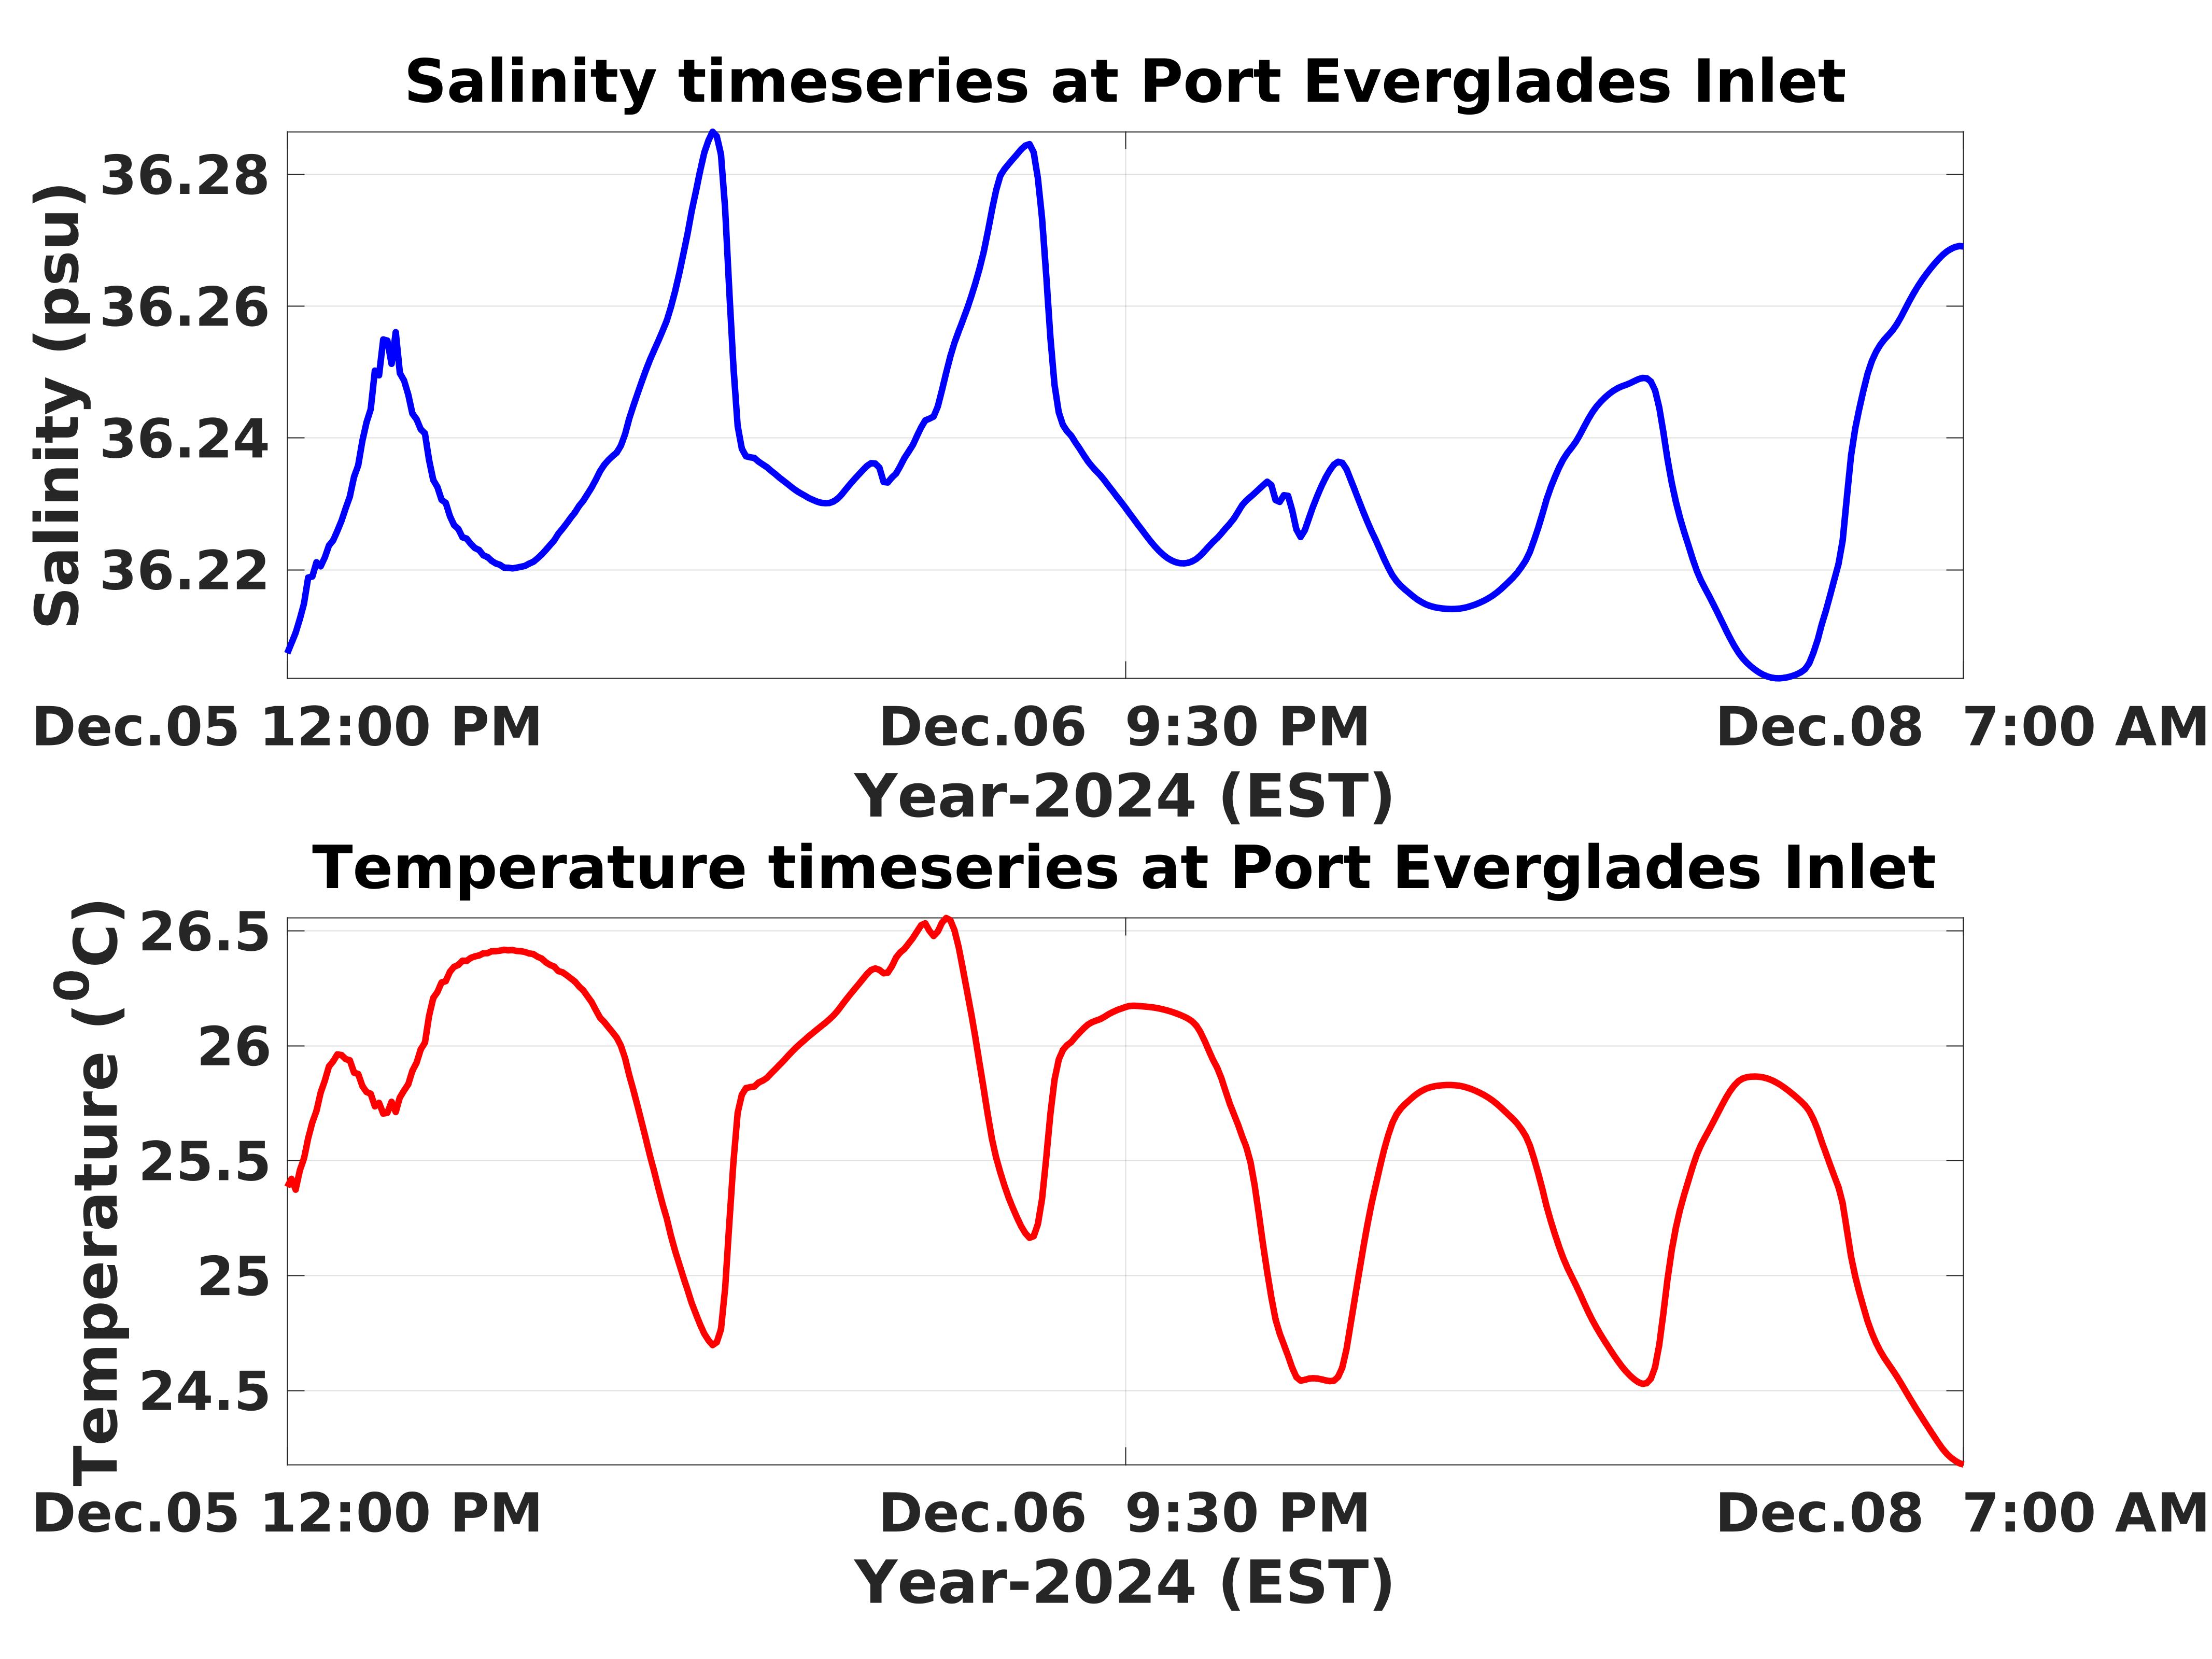 Salinity timeseries at Port Everglades Inlet
Salinity (psu)
36.28
36.26
36.24
36.22
Dec.05 12:00 PM Dec.06 9:30 PM Dec.08 7:00 AM
Year-2024 (EST)
Temperature timeseries at Port Everglades Inlet
Temperature (⁰C)
26.5
26
25.5
25
24.5
Dec.05 12:00 PM Dec.06 9:30 PM Dec.08 7:00 AM
Year-2024 (EST)